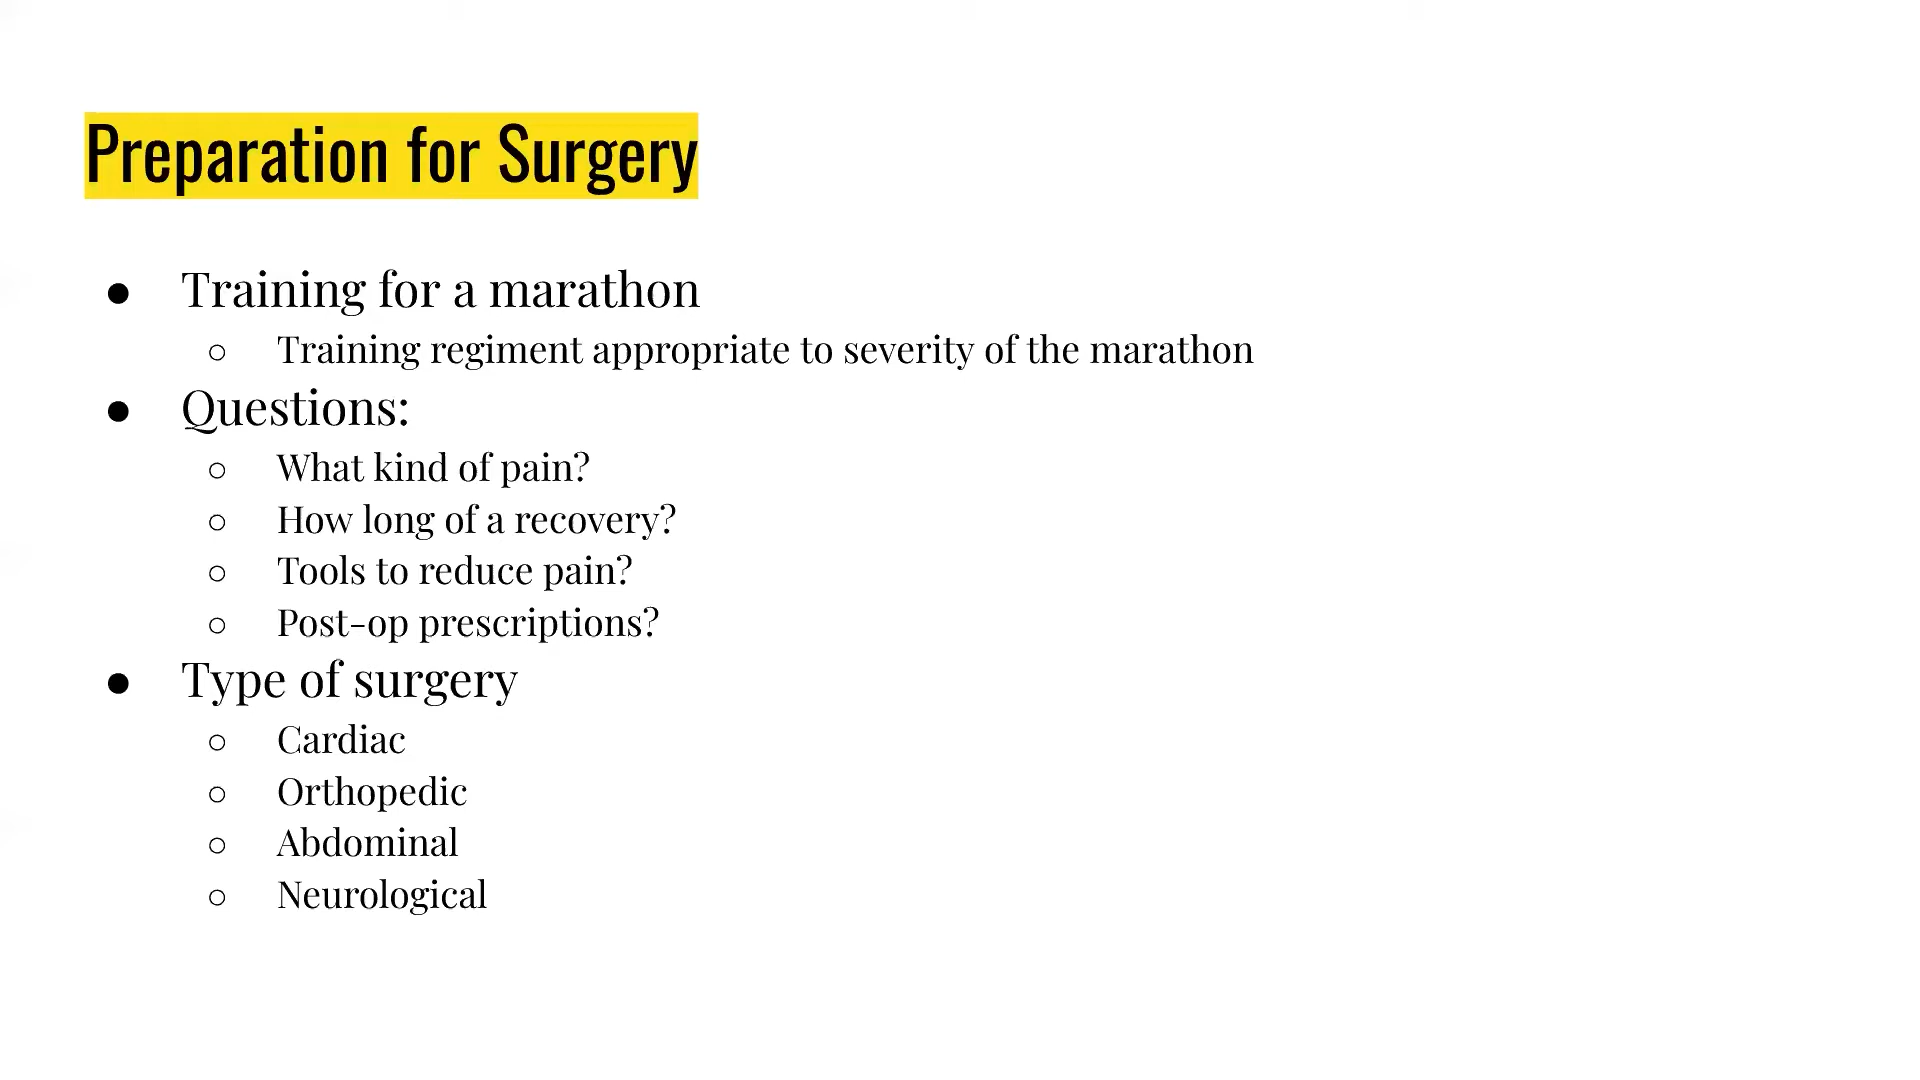 Preparation for Surgery
● Training for a marathon
○ Training regiment appropriate to severity of the marathon
● Questions:
○ What kind of pain?
○ How long of a recovery?
○ Tools to reduce pain?
○ Post-op prescriptions?
● Type of surgery
○ Cardiac
○ Orthopedic
○ Abdominal
○ Neurological